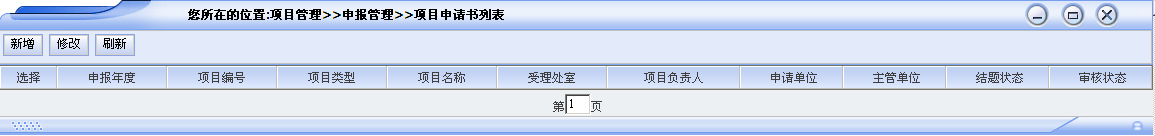 您所在的位置:项目管理>>申报管理>>项目申请书列表
新增 修改 刷新
选择 申报年度 项目编号 项目类型 项目名称 受理处室 项目负责人 申请单位 主管单位 结题状态 审核状态
第1页